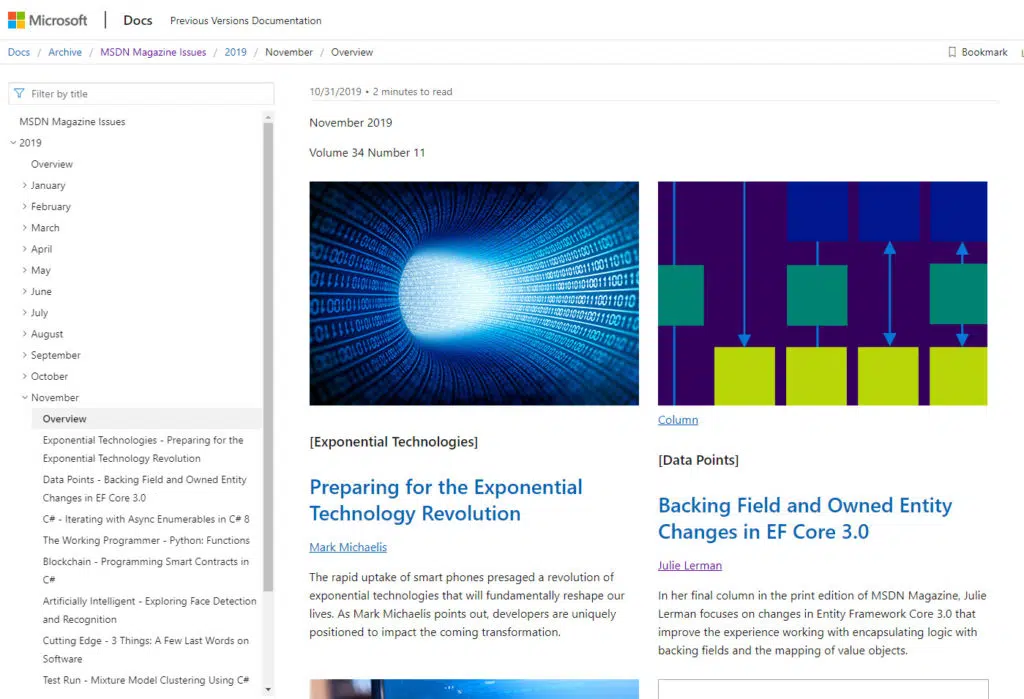 Microsoft Docs Previous Versions Documentation
Docs / Archive / MSDN Magazine Issues / 2019 / November / Overview
Bookmark
Filter by title
MSDN Magazine Issues
2019
Overview
January
February
March
April
May
June
July
August
September
October
November
Overview
Exponential Technologies - Preparing for the
Exponential Technology Revolution
Data Points - Backing Field and Owned Entity
Changes in EF Core 3.0
C# - Iterating with Async Enumerables in C# 8
The Working Programmer - Python: Functions
Blockchain - Programming Smart Contracts in
C#
Artificially Intelligent - Exploring Face Detection
and Recognition
Cutting Edge - 3 Things: A Few Last Words on
Software
Test Run - Mixture Model Clustering Using C#
10/31/2019 • 2 minutes to read
November 2019
Volume 34 Number 11
[Exponential Technologies]
Preparing for the Exponential
Technology Revolution
Mark Michaelis
The rapid uptake of smart phones presaged a revolution of
exponential technologies that will fundamentally reshape our
lives. As Mark Michaelis points out, developers are uniquely
positioned to impact the coming transformation.
Column
[Data Points]
Backing Field and Owned Entity
Changes in EF Core 3.0
Julie Lerman
In her final column in the print edition of MSDN Magazine, Julie
Lerman focuses on changes in Entity Framework Core 3.0 that
improve the experience working with encapsulating logic with
backing fields and the mapping of value objects.